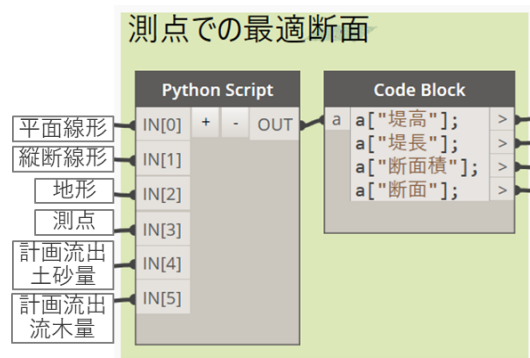 測点での最適断面
Python Script
Code Block
平面線形
縦断線形
地形
測点
計画流出
土砂量
計画流出
流木量
IN[0]
+
-
OUT
IN[1]
IN[2]
IN[3]
IN[4]
IN[5]
a
a["堤高"];
>
a["堤長"];
>
a["断面積"];
>
a["断面"];
>